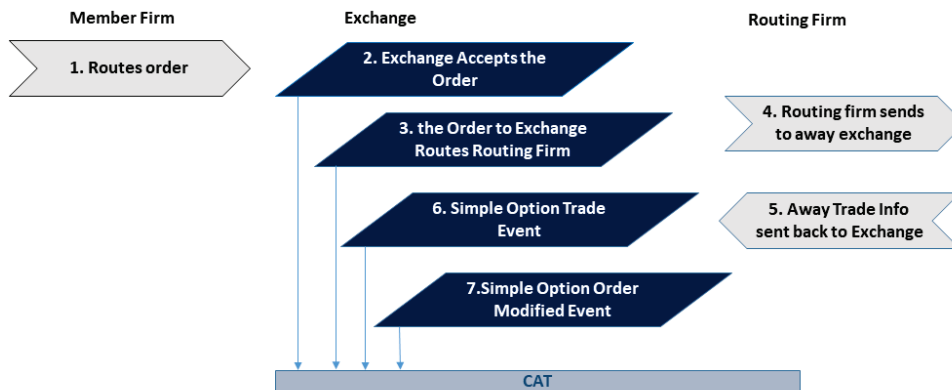 Member Firm
Exchange
Routing Firm
1. Routes order
2. Exchange Accepts the
Order
3. the Order to Exchange
Routes Routing Firm
4. Routing firm sends
to away exchange
6. Simple Option Trade
Event
5. Away Trade Info
sent back to Exchange
7.Simple Option Order
Modified Event
CAT